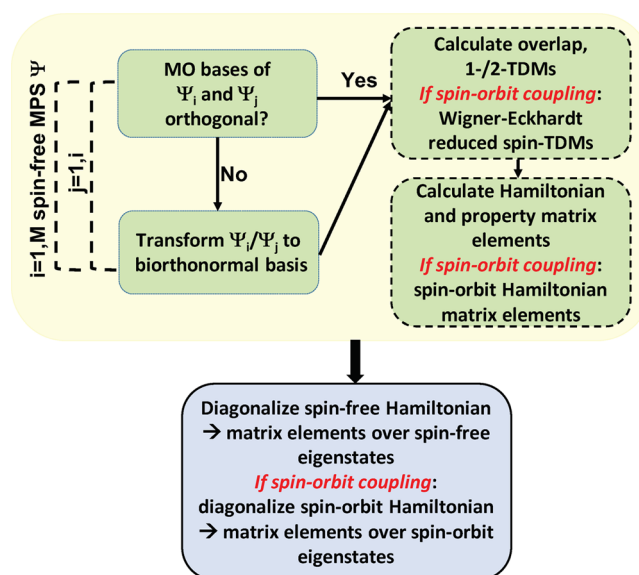 i=1,M spin-free MPS Ψ
j=1,i
MO bases of
Ψi and Ψj
orthogonal?
Yes
No
Transform Ψi/Ψj to
biorthonormal basis
Calculate overlap,
1-/2-TDMs
If spin-orbit coupling:
Wigner-Eckhardt
reduced spin-TDMs
Calculate Hamiltonian
and property matrix
elements
If spin-orbit coupling:
spin-orbit Hamiltonian
matrix elements
Diagonalize spin-free Hamiltonian
→ matrix elements over spin-free
eigenstates
If spin-orbit coupling:
diagonalize spin-orbit Hamiltonian
→ matrix elements over spin-orbit
eigenstates